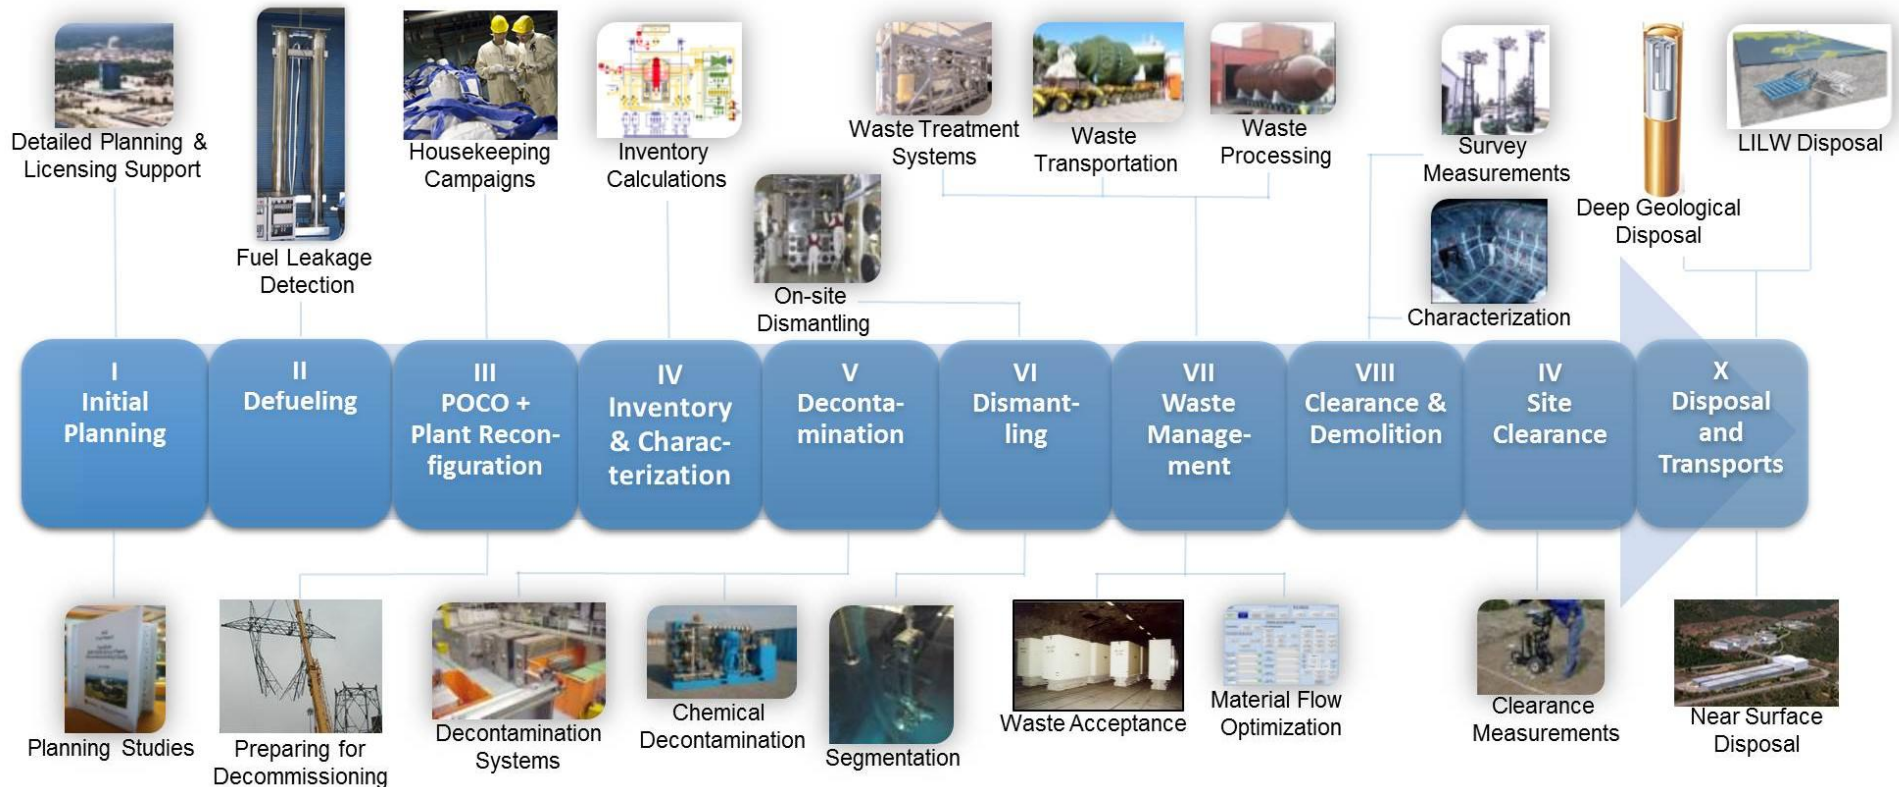 Detailed Planning &
Licensing Support
Fuel Leakage
Detection
Housekeeping
Campaigns
Inventory
Calculations
On-site
Dismantling
Waste Treatment
Systems
Waste
Transportation
Waste
Processing
Survey
Measurements
Characterization
Deep Geological
Disposal
LILW Disposal
I
Initial
Planning
II
Defueling
III
POCO +
Plant Recon-
figuration
IV
Inventory
& Charac-
terization
V
Deconta-
mination
VI
Dismant-
ling
VII
Waste
Manage-
ment
VIII
Clearance &
Demolition
IV
Site
Clearance
X
Disposal
and
Transports
Planning Studies
Preparing for
Decommissioning
Decontamination
Systems
Chemical
Decontamination
Segmentation
Waste Acceptance
Material Flow
Optimization
Clearance
Measurements
Near Surface
Disposal